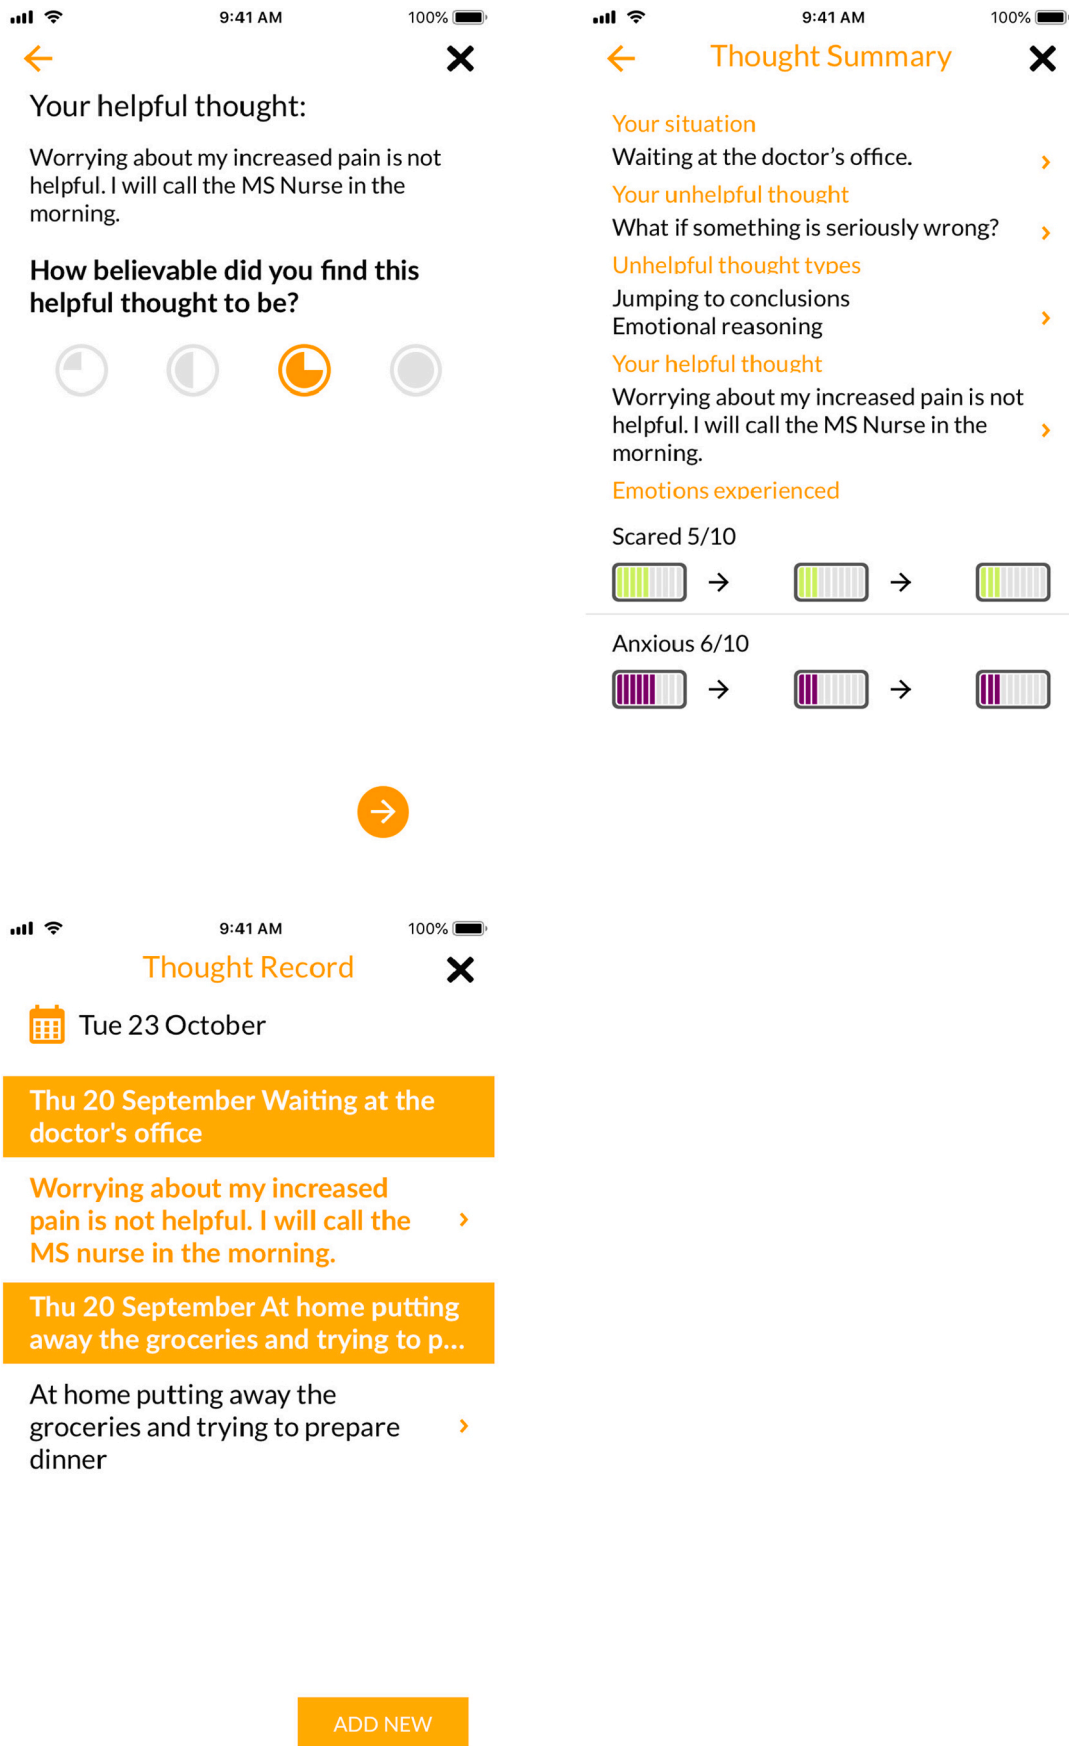 9:41 AM
100%
Your helpful thought:
Worrying about my increased pain is not
helpful. I will call the MS Nurse in the
morning.
How believable did you find this
helpful thought to be?
9:41 AM
100%
Thought Summary
Your situation
Waiting at the doctor’s office.
Your unhelpful thought
What if something is seriously wrong?
Unhelpful thought types
Jumping to conclusions
Emotional reasoning
Your helpful thought
Worrying about my increased pain is not
helpful. I will call the MS Nurse in the
morning.
Emotions experienced
Scared 5/10
Anxious 6/10
9:41 AM
100%
Thought Record
Tue 23 October
Thu 20 September Waiting at the
doctor's office
Worrying about my increased
pain is not helpful. I will call the
MS nurse in the morning.
Thu 20 September At home putting
away the groceries and trying to p...
At home putting away the
groceries and trying to prepare
dinner
ADD NEW